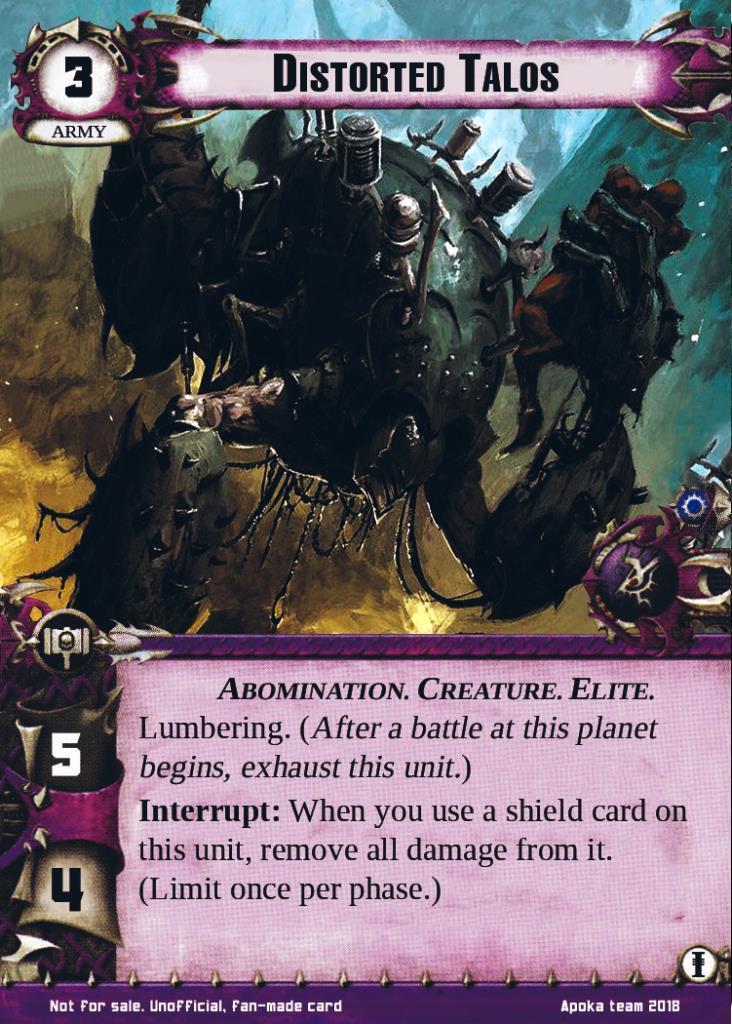 3
ARMY
DISTORTED TALOS
ABOMINATION. CREATURE. ELITE.
Lumbering. (After a battle at this planet
begins, exhaust this unit.)
5
Interrupt: When you use a shield card on
this unit, remove all damage from it.
(Limit once per phase.)
4
I
Not for sale. Unofficial, fan-made card
Apoka team 2018